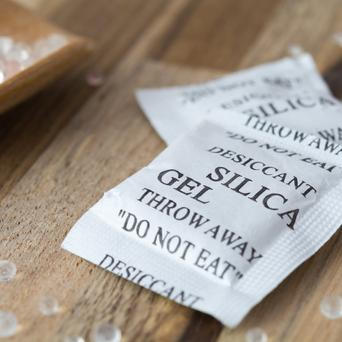 SILICA
THROW AWAY
"DO NOT EAT"
DESICCANT
SILICA
GEL
THROW AWAY
"DO NOT EAT"
DESICCANT